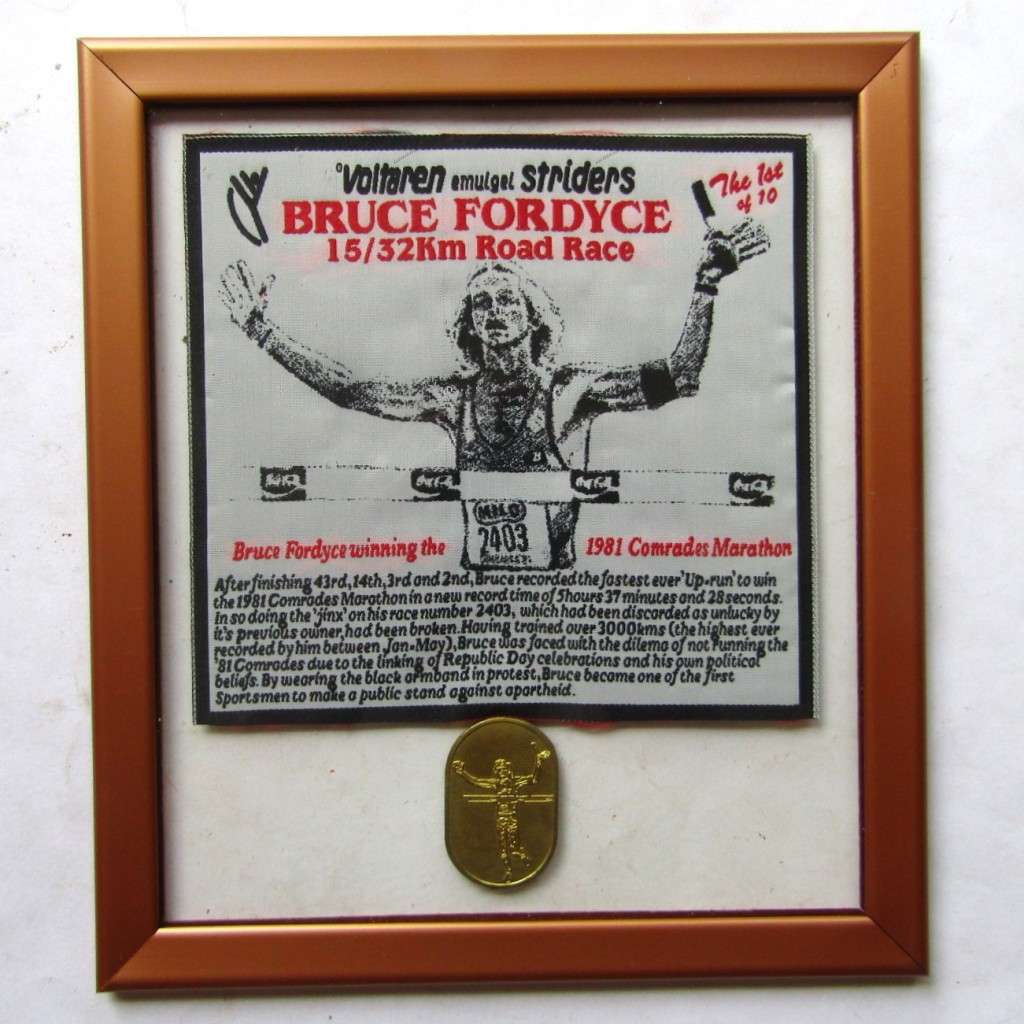 Voltaren emulgel Striders
The 1st
of 10
BRUCE FORDYCE
15/32Km Road Race
MILO
2403
Bruce Fordyce winning the 1981 Comrades Marathon
After finishing 43rd, 14th, 3rd and 2nd, Bruce recorded the fastest ever 'Up-run' to win
the 1981 Comrades Marathon in a new record time of 5hours 37 minutes and 28 seconds.
In so doing the 'jinx' on his race number 2403, which had been discarded as unlucky by
it's previous owner, had been broken. Having trained over 3000kms (the highest ever
recorded by him between Jan-May), Bruce was faced with the dilema of not running the
'81 Comrades due to the linking of Republic Day celebrations and his own political
beliefs. By wearing the black armband in protest, Bruce became one of the first
Sportsmen to make a public stand against apartheid.